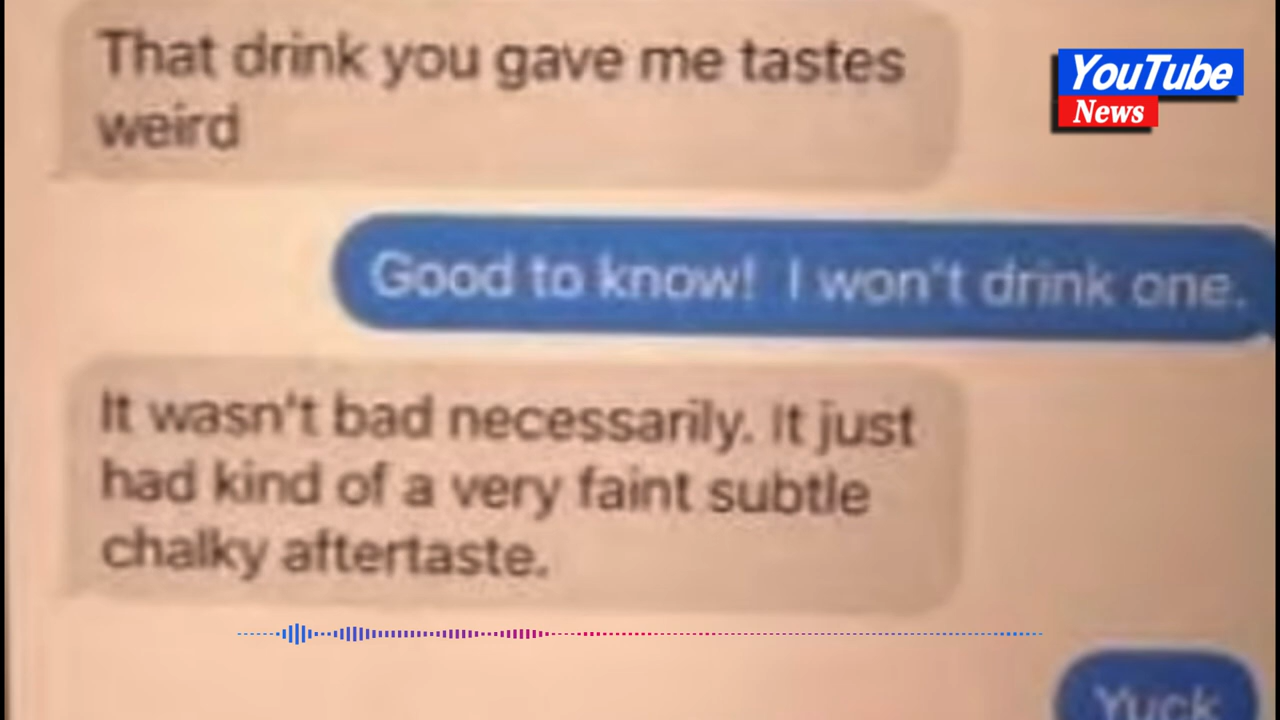 That drink you gave me tastes
weird
YouTube
News
Good to know! I won't drink one.
It wasn't bad necessarily. It just
had kind of a very faint subtle
chalky aftertaste.
Yuck